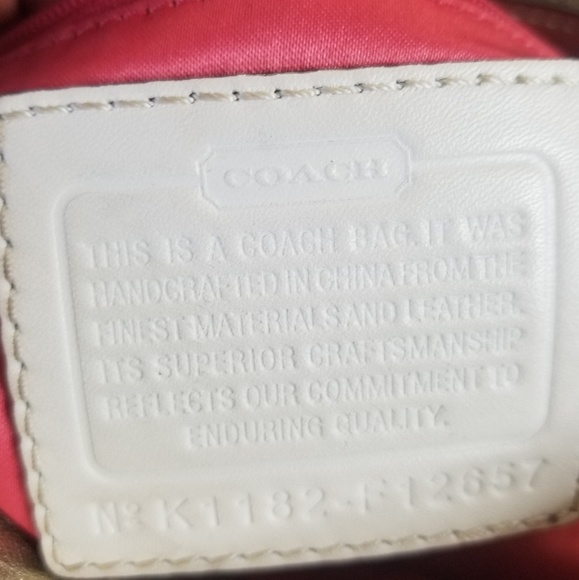 COACH
THIS IS A COACH BAG. IT WAS
HANDCRAFTED IN CHINA FROM THE
FINEST MATERIALS AND LEATHER.
ITS SUPERIOR CRAFTSMANSHIP
REFLECTS OUR COMMITMENT TO
ENDURING QUALITY.
Nº K1182-F12657